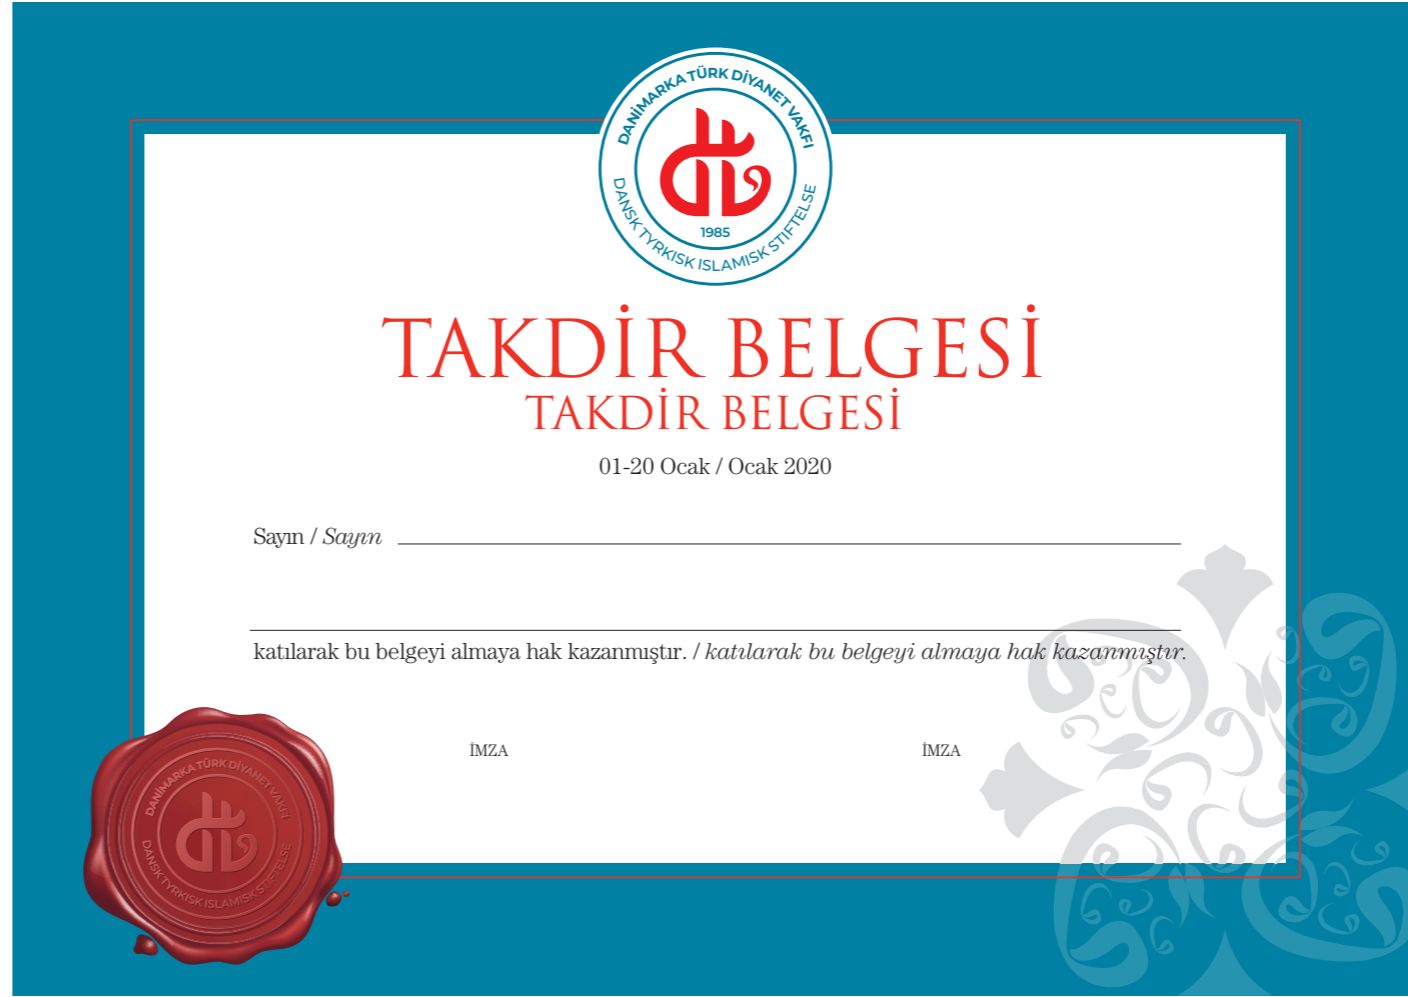 DANİMARKA TÜRK DİYANET VAKFI
1985
DANSK TYRKISK ISLAMISK STIFTELSE
TAKDİR BELGESİ
TAKDİR BELGESİ
01-20 Ocak / Ocak 2020
Sayın / Sayın
katılarak bu belgeyi almaya hak kazanmıştır. / katılarak bu belgeyi almaya hak kazanmıştır.
İMZA İMZA
DANİMARKA TÜRK DİYANET VAKFI
DANSK TYRKISK ISLAMISK STIFTELSE